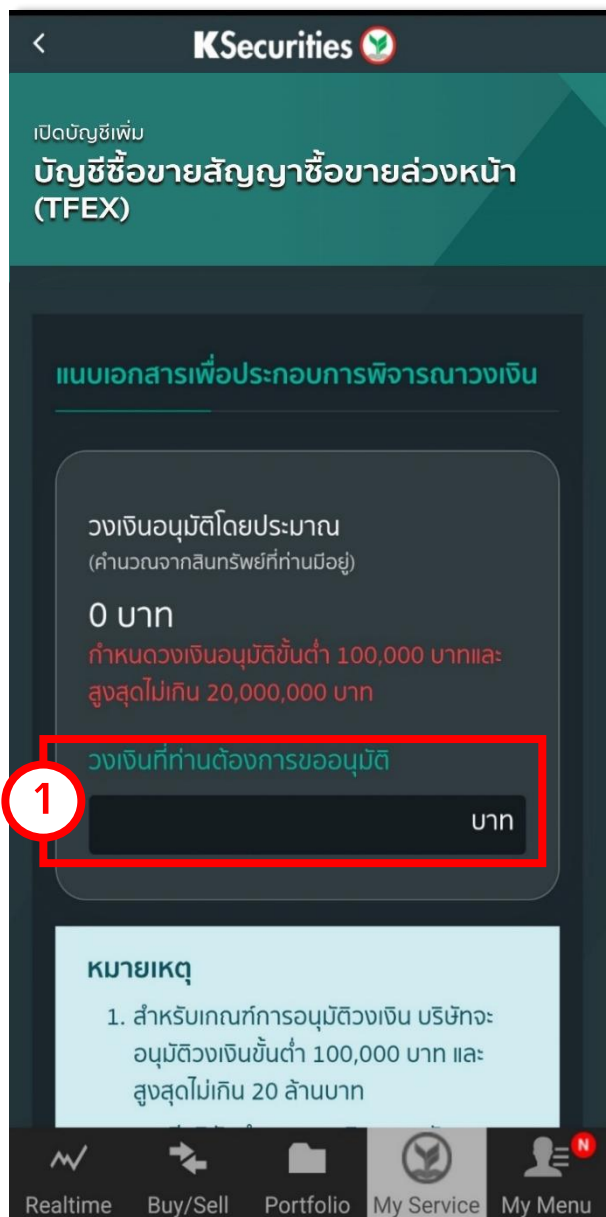 KSecurities
เปิดบัญชีเพิ่ม
บัญชีซื้อขายสัญญาซื้อขายล่วงหน้า
(TFEX)
แนบเอกสารเพื่อประกอบการพิจารณาวงเงิน
วงเงินอนุมัติโดยประมาณ
(คำนวณจากสินทรัพย์ที่ท่านมีอยู่)
0 บาท
กำหนดวงเงินอนุมัติขั้นต่ำ 100,000 บาทและ
สูงสุดไม่เกิน 20,000,000 บาท
วงเงินที่ท่านต้องการขออนุมัติ
1
บาท
หมายเหตุ
1. สำหรับเกณฑ์การอนุมัติวงเงิน บริษัทจะ
อนุมัติวงเงินขั้นต่ำ 100,000 บาท และ
สูงสุดไม่เกิน 20 ล้านบาท
N
Realtime Buy/Sell Portfolio My Service My Menu